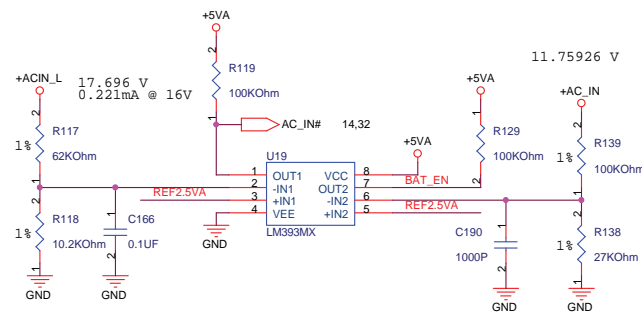 +5VA
+ACIN_L
17.696 V
0.221mA @ 16V
2
R119
100KOhm
1
11.75926 V
+5VA
+AC_IN
2
R117
1%
62KOhm
1
AC_IN# 14,32
+5VA
2
R129
100KOhm
1
2
R139
1%
100KOhm
1
U19
1 OUT1 VCC 8
2 -IN1 OUT2 7 BAT_EN
REF2.5VA 3 +IN1 -IN2 6
4 VEE +IN2 5 REF2.5VA
LM393MX
GND
2
R118
1%
10.2KOhm
1
GND
1
C166
0.1UF
2
GND
1
C190
1000P
2
GND
2
R138
1%
27KOhm
1
GND